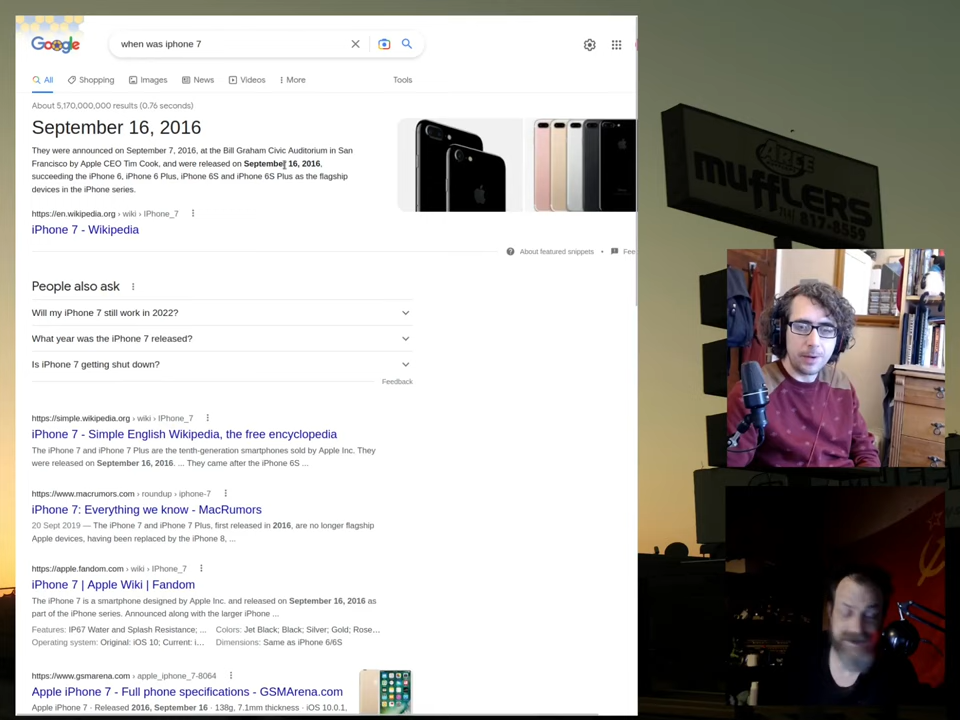 Google
when was iphone 7
All
Shopping
Images
News
Videos
More
Tools
About 5,170,000,000 results (0.76 seconds)
September 16, 2016
They were announced on September 7, 2016, at the Bill Graham Civic Auditorium in San
Francisco by Apple CEO Tim Cook, and were released on September 16, 2016,
succeeding the iPhone 6, iPhone 6 Plus, iPhone 6S and iPhone 6S Plus as the flagship
devices in the iPhone series.
https://en.wikipedia.org › wiki › IPhone_7
iPhone 7 - Wikipedia
About featured snippets • Fee
People also ask
Will my iPhone 7 still work in 2022?
What year was the iPhone 7 released?
Is iPhone 7 getting shut down?
Feedback
https://simple.wikipedia.org › wiki › IPhone_7
iPhone 7 - Simple English Wikipedia, the free encyclopedia
The iPhone 7 and iPhone 7 Plus are the tenth-generation smartphones sold by Apple Inc. They
were released on September 16, 2016. ... They came after the iPhone 6S ...
https://www.macrumors.com › roundup › iphone-7
iPhone 7: Everything we know - MacRumors
20 Sept 2019 — The iPhone 7 and iPhone 7 Plus, first released in 2016, are no longer flagship
Apple devices, having been replaced by the iPhone 8, ...
https://apple.fandom.com › wiki › IPhone_7
iPhone 7 | Apple Wiki | Fandom
The iPhone 7 is a smartphone designed by Apple Inc. and released on September 16, 2016 as
part of the iPhone series. Announced along with the larger iPhone ...
Features: IP67 Water and Splash Resistance; ... Colors: Jet Black; Black; Silver; Gold; Rose...
Operating system: Original: iOS 10; Current: i... Dimensions: Same as iPhone 6/6S
https://www.gsmarena.com › apple_iphone_7-8064
Apple iPhone 7 - Full phone specifications - GSMArena.com
Apple iPhone 7 · Released 2016, September 16 · 138g, 7.1mm thickness · iOS 10.0.1,
MUFFLERS
817-8559